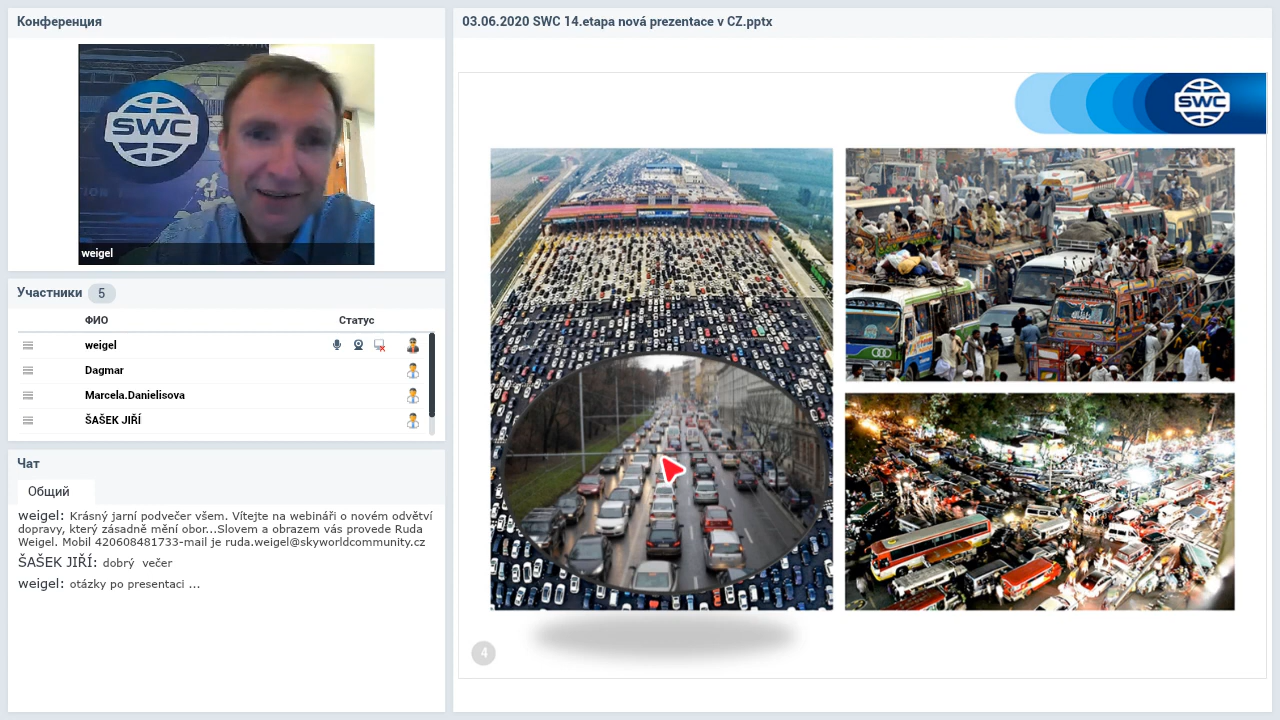 Конференция
SWC
weigel
Участники 5
ФИО Статус
weigel
Dagmar
Marcela.Danielisova
ŠAŠEK JIŘÍ
Чат
Общий
weigel: Krásný jarní podvečer všem. Vítejte na webináři o novém odvětví
dopravy, který zásadně mění obor...Slovem a obrazem vás provede Ruda
Weigel. Mobil 420608481733-mail je ruda.weigel@skyworldcommunity.cz
ŠAŠEK JIŘÍ: dobrý večer
weigel: otázky po presentaci ...
03.06.2020 SWC 14.etapa nová prezentace v CZ.pptx
SWC
4